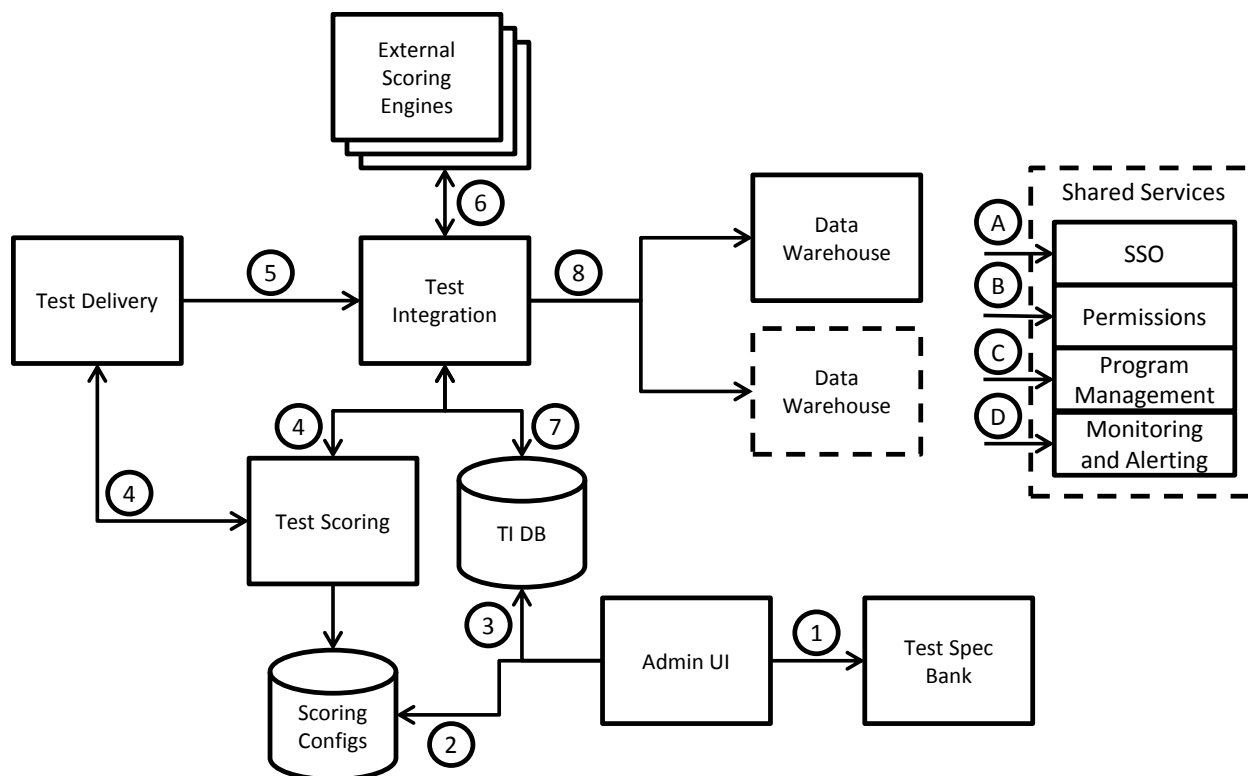 External
Scoring
Engines
6
Test Delivery
5
Test
Integration
8
Data
Warehouse
Data
Warehouse
Shared Services
A
SSO
B
Permissions
C
Program
Management
D
Monitoring
and Alerting
4
4
7
Test Scoring
TI DB
3
Admin UI
1
Test Spec
Bank
Scoring
Configs
2